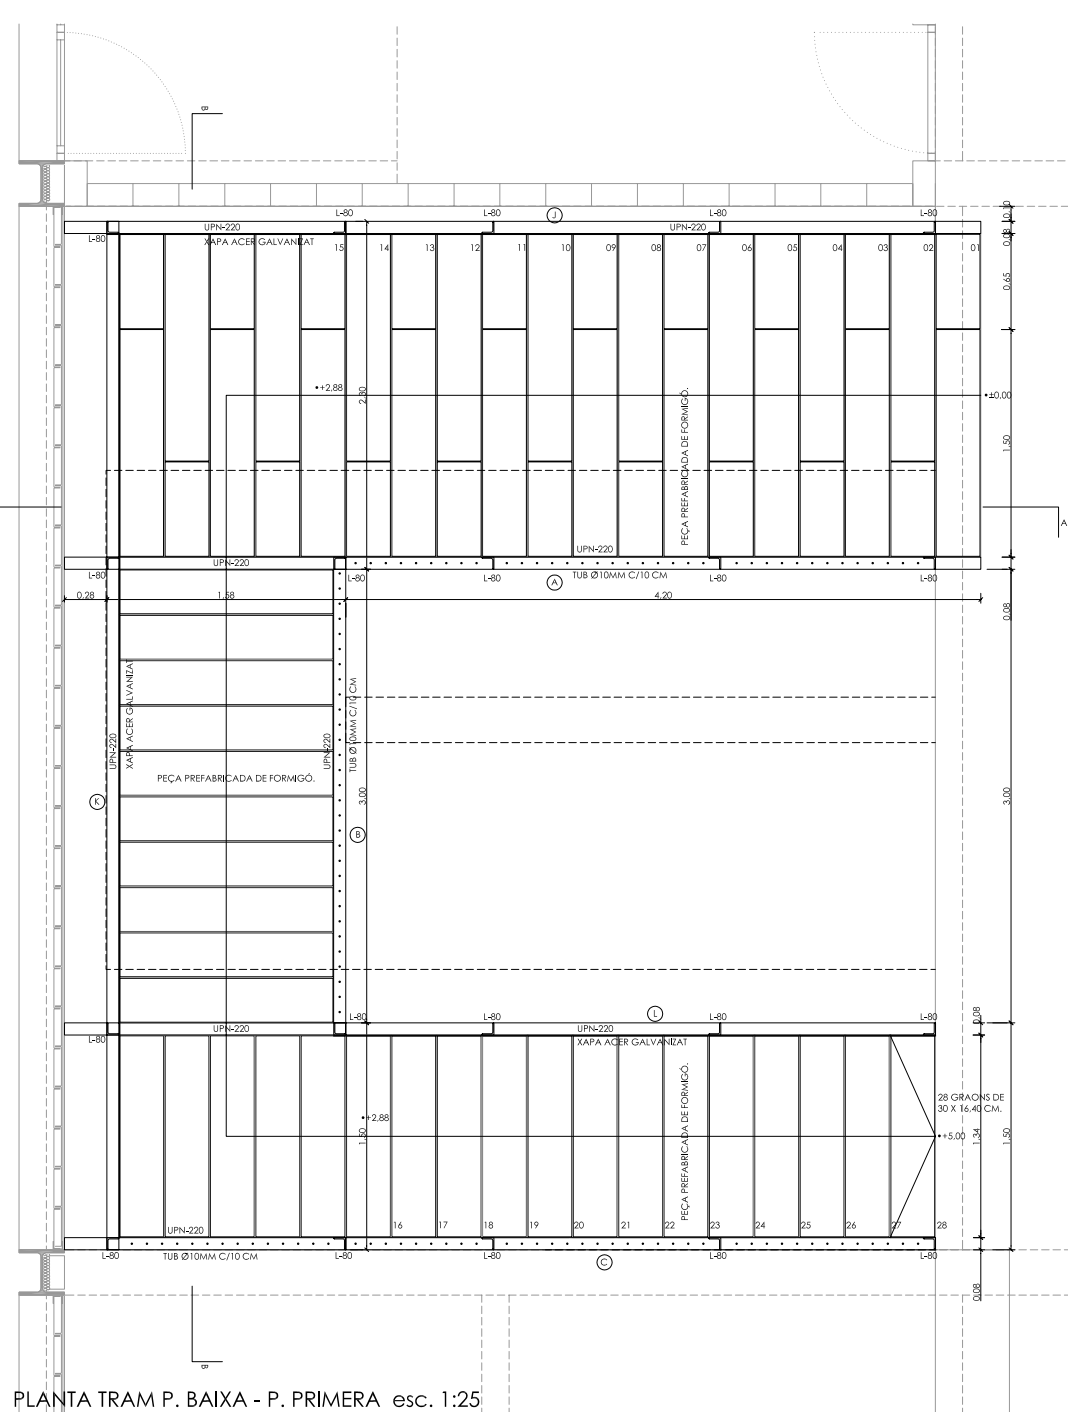 B
L-80
L-80
J
L-80
L-80
0,10
UPN-220
UPN-220
L-80
XAPA ACER GALVANIZAT
0,08
15
14
13
12
11
10
09
08
07
06
05
04
03
02
01
0,65
+2,88
2,30
±0,00
PEÇA PREFABRICADA DE FORMIGÓ.
1,50
A
UPN-220
UPN-220
L-80
L-80
L-80
A
TUB Ø10MM C/10 CM
L-80
L-80
0,28
1,58
4,20
0,08
XAPA ACER GALVANIZAT
TUB Ø10MM C/10 CM
UPN-220
UPN-220
PEÇA PREFABRICADA DE FORMIGÓ.
K
3,00
3,00
B
L-80
L-80
L
L-80
L-80
0,08
UPN-220
UPN-220
L-80
XAPA ACER GALVANIZAT
PEÇA PREFABRICADA DE FORMIGÓ.
28 GRAONS DE
30 X 16,40 CM.
+2,88
1,50
+5,00
1,34
1,50
16
17
18
19
20
21
22
23
24
25
26
27
28
UPN-220
L-80
TUB Ø10MM C/10 CM
L-80
L-80
C
L-80
L-80
0,08
B
PLANTA TRAM P. BAIXA - P. PRIMERA esc. 1:25